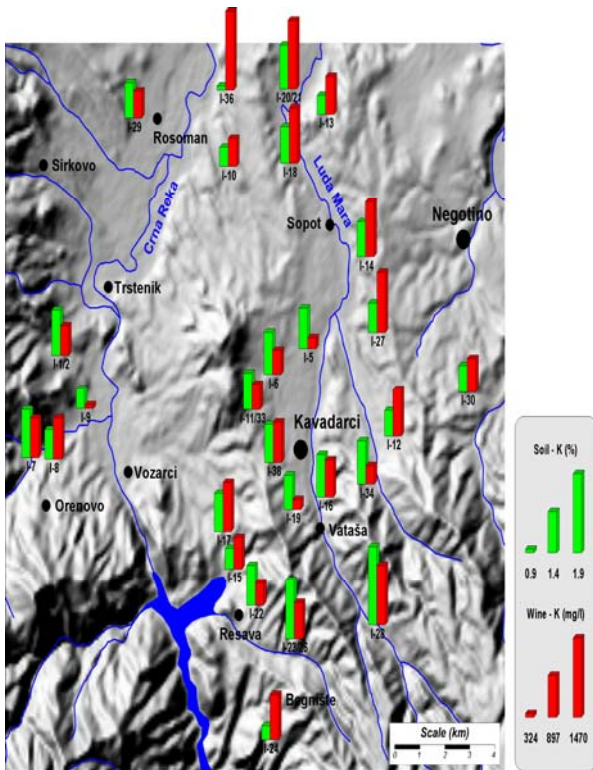 I-36
I-20/21
I-13
I-29
Rosoman
I-10
I-18
Sirkovo
Crna Reka
Luda Mara
Sopot
Negotino
I-14
Trstenik
I-27
I-1/2
I-5
I-6
I-30
I-9
I-11/33
I-12
Kavadarci
I-7
I-8
I-38
Vozarci
I-16
I-34
Orenovo
I-19
I-17
Vataša
I-15
I-22
Resava
I-23
Begnište
I-24
Scale (km)
0 1 2 3 4
Soil - K (%)
0.9 1.4 1.9
Wine - K (mg/l)
324 897 1470